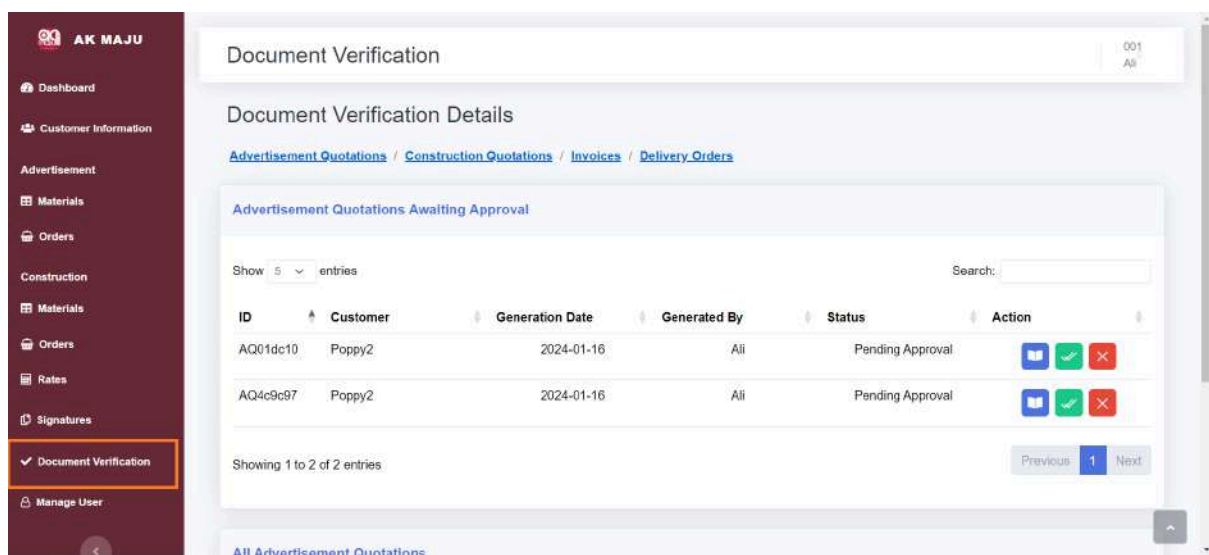 AK MAJU
Dashboard
Customer Information
Advertisement
Materials
Orders
Construction
Materials
Orders
Rates
Signatures
Document Verification
Manage User
Document Verification
001
Ali
Document Verification Details
Advertisement Quotations / Construction Quotations / Invoices / Delivery Orders
Advertisement Quotations Awaiting Approval
Show 5 entries
Search:
ID Customer Generation Date Generated By Status Action
AQ01dc10 Poppy2 2024-01-16 Ali Pending Approval
AQ4c9c97 Poppy2 2024-01-16 Ali Pending Approval
Showing 1 to 2 of 2 entries
Previous 1 Next
All Advertisement Quotations